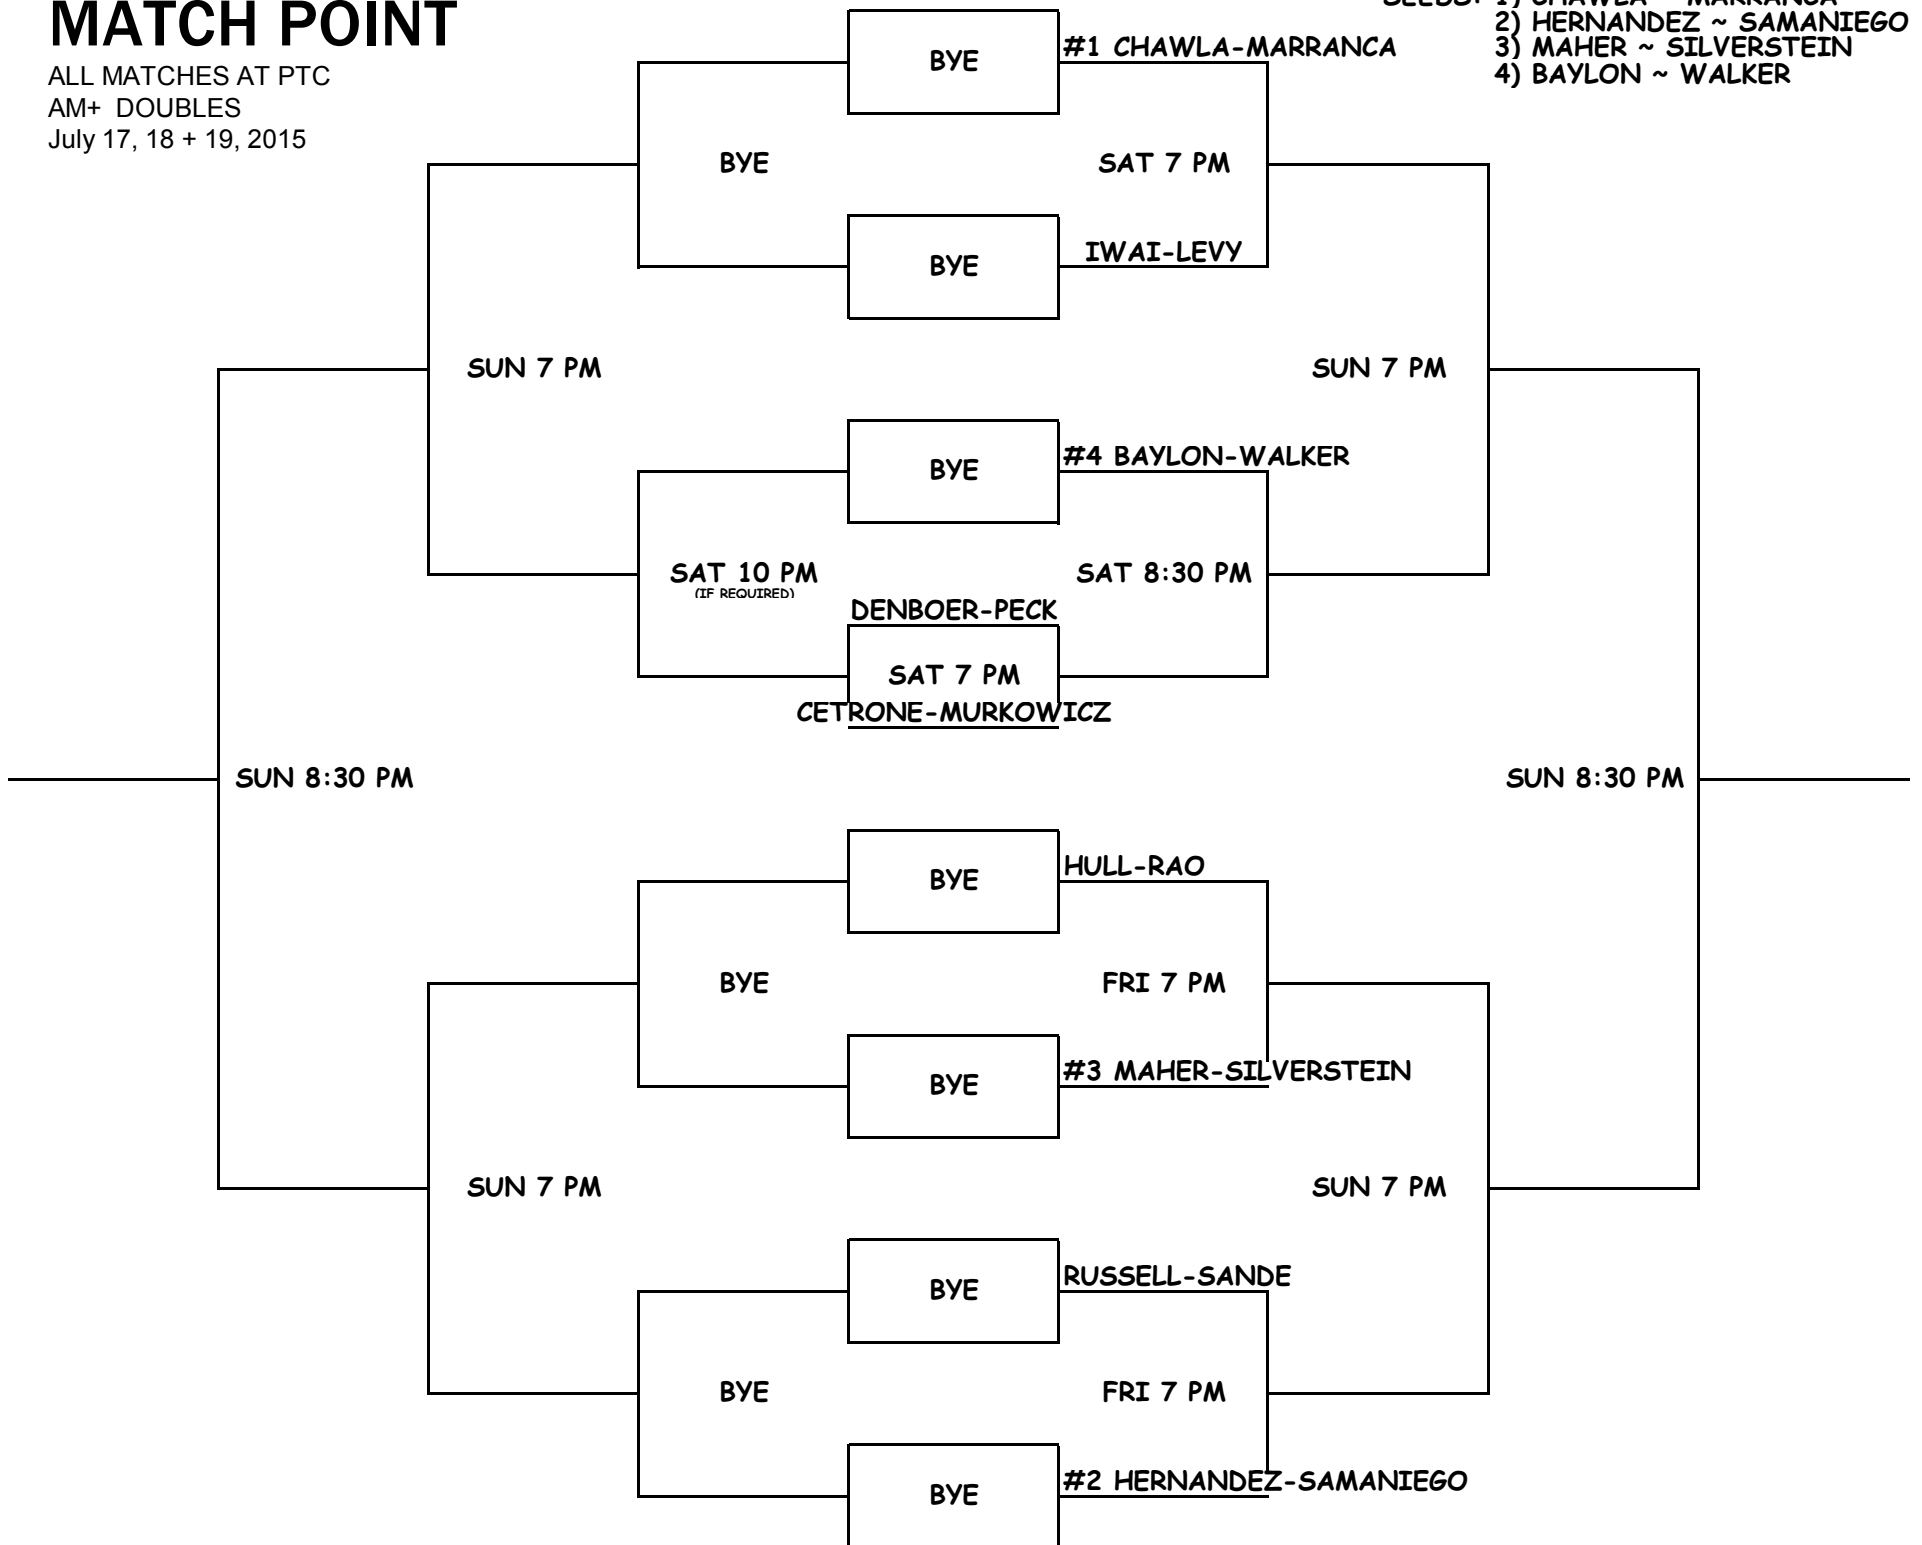 MATCH POINT
ALL MATCHES AT PTC
AM+ DOUBLES
July 17, 18 + 19, 2015
SEEDS: 1) CHAWLA ~ MARRANCA
2) HERNANDEZ ~ SAMANIEGO
3) MAHER ~ SILVERSTEIN
4) BAYLON ~ WALKER
BYE
#1 CHAWLA-MARRANCA
BYE
SAT 7 PM
BYE
IWAI-LEVY
SUN 7 PM
SUN 7 PM
BYE
#4 BAYLON-WALKER
SAT 10 PM
(IF REQUIRED)
SAT 8:30 PM
DENBOER-PECK
SAT 7 PM
CETRONE-MURKOWICZ
SUN 8:30 PM
SUN 8:30 PM
BYE
HULL-RAO
BYE
FRI 7 PM
BYE
#3 MAHER-SILVERSTEIN
SUN 7 PM
SUN 7 PM
BYE
RUSSELL-SANDE
BYE
FRI 7 PM
BYE
#2 HERNANDEZ-SAMANIEGO